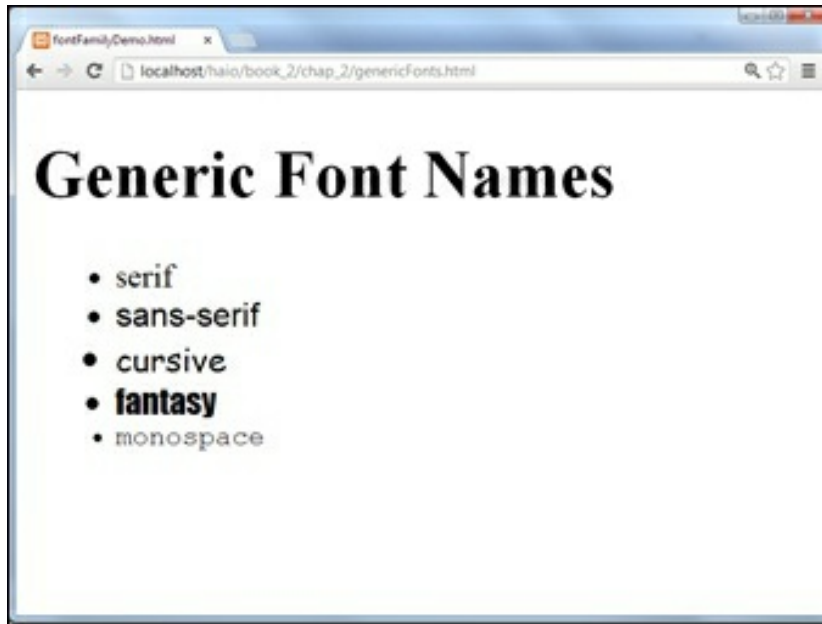 fontFamilyDemo.html
localhost/haio/book_2/chap_2/genericFonts.html
Generic Font Names
serif
sans-serif
cursive
fantasy
monospace